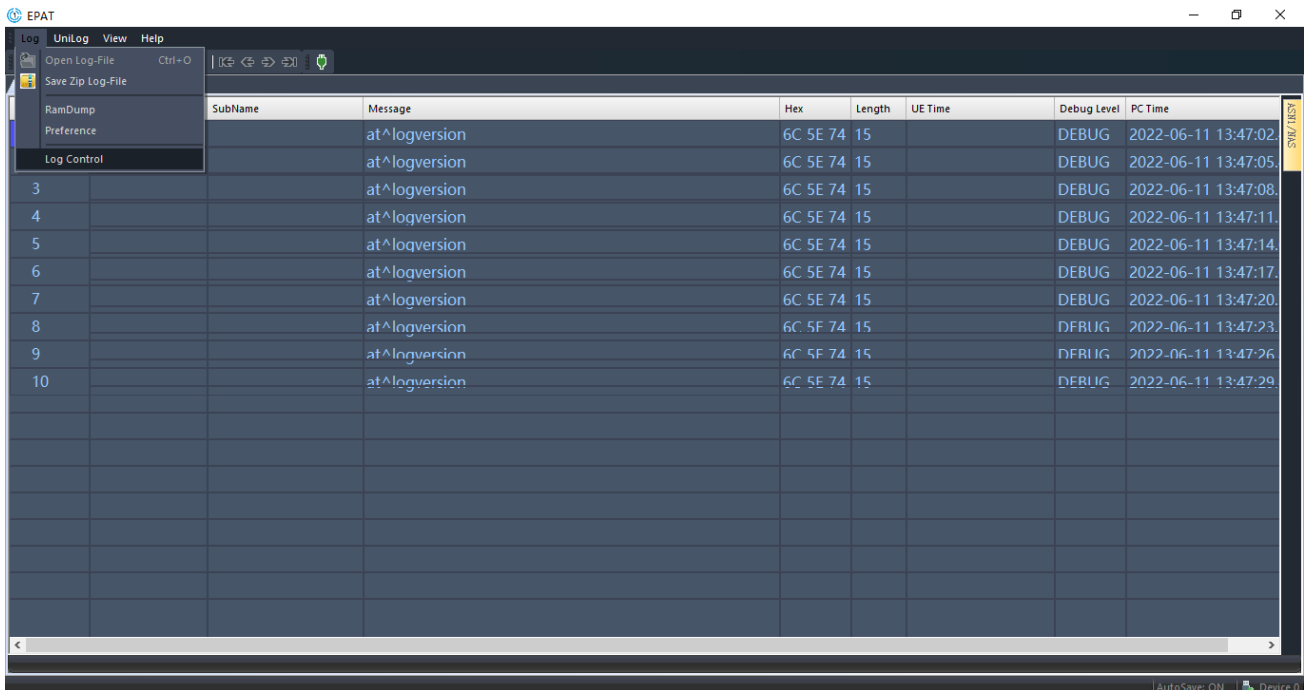 EPAT
Log UniLog View Help
Open Log-File Ctrl+O
Save Zip Log-File
RamDump
Preference
Log Control
SubName Message Hex Length UE Time Debug Level PC Time
at^logversion 6C 5E 74 15 DEBUG 2022-06-11 13:47:02.
at^logversion 6C 5E 74 15 DEBUG 2022-06-11 13:47:05.
3 at^logversion 6C 5E 74 15 DEBUG 2022-06-11 13:47:08.
4 at^logversion 6C 5E 74 15 DEBUG 2022-06-11 13:47:11.
5 at^logversion 6C 5E 74 15 DEBUG 2022-06-11 13:47:14.
6 at^logversion 6C 5E 74 15 DEBUG 2022-06-11 13:47:17.
7 at^logversion 6C 5E 74 15 DEBUG 2022-06-11 13:47:20.
8 at^logversion 6C 5E 74 15 DEBUG 2022-06-11 13:47:23.
9 at^logversion 6C 5E 74 15 DEBUG 2022-06-11 13:47:26.
10 at^logversion 6C 5E 74 15 DEBUG 2022-06-11 13:47:29.
ASN1/NAS
AutoSave: ON Device 0